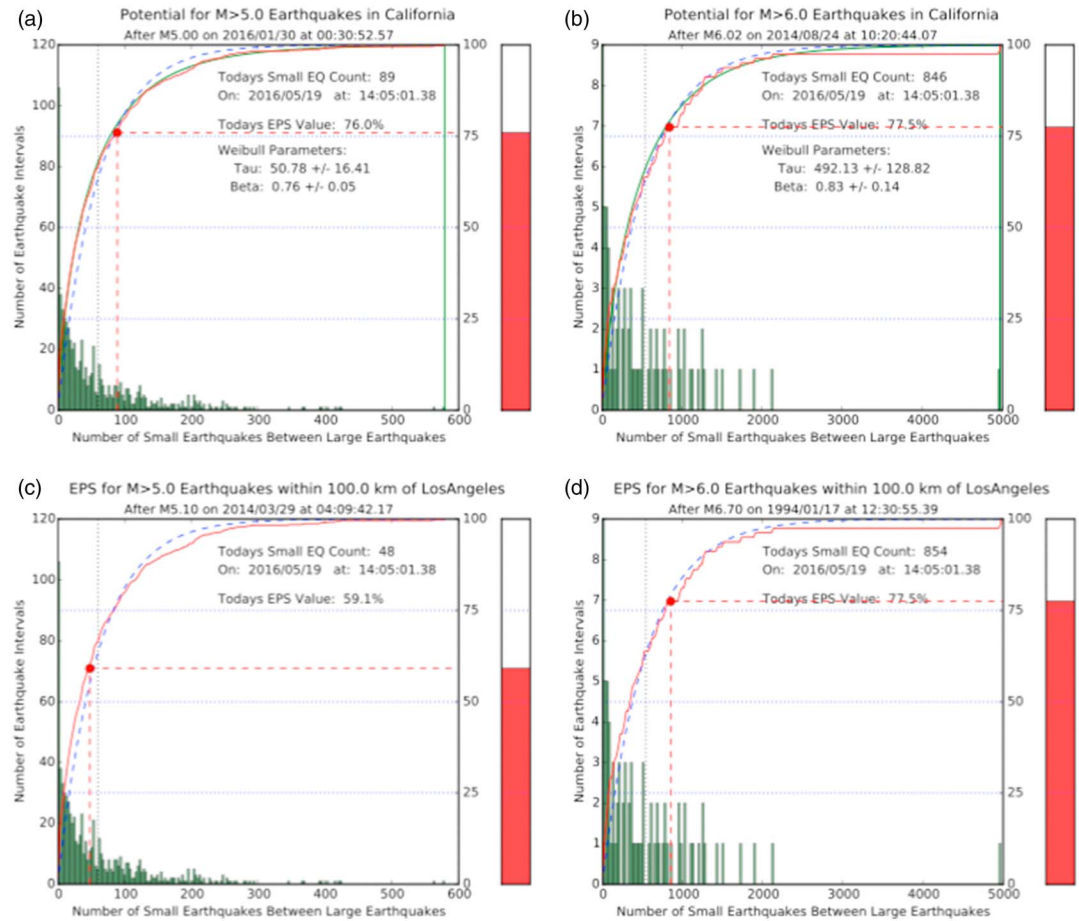 (a)
Potential for M>5.0 Earthquakes in California
After M5.00 on 2016/01/30 at 00:30:52.57
Number of Earthquake Intervals
120
100
80
60
40
20
0
100
75
50
25
0
Todays Small EQ Count: 89
On: 2016/05/19 at: 14:05:01.38
Todays EPS Value: 76.0%
Weibull Parameters:
Tau: 50.78 +/- 16.41
Beta: 0.76 +/- 0.05
0 100 200 300 400 500 600
Number of Small Earthquakes Between Large Earthquakes
(b)
Potential for M>6.0 Earthquakes in California
After M6.02 on 2014/08/24 at 10:20:44.07
Number of Earthquake Intervals
9
8
7
6
5
4
3
2
1
0
100
75
50
25
0
Todays Small EQ Count: 846
On: 2016/05/19 at: 14:05:01.38
Todays EPS Value: 77.5%
Weibull Parameters:
Tau: 492.13 +/- 128.82
Beta: 0.83 +/- 0.14
0 1000 2000 3000 4000 5000
Number of Small Earthquakes Between Large Earthquakes
(c)
EPS for M>5.0 Earthquakes within 100.0 km of LosAngeles
After M5.10 on 2014/03/29 at 04:09:42.17
Number of Earthquake Intervals
120
100
80
60
40
20
0
100
75
50
25
0
Todays Small EQ Count: 48
On: 2016/05/19 at: 14:05:01.38
Todays EPS Value: 59.1%
0 100 200 300 400 500 600
Number of Small Earthquakes Between Large Earthquakes
(d)
EPS for M>6.0 Earthquakes within 100.0 km of LosAngeles
After M6.70 on 1994/01/17 at 12:30:55.39
Number of Earthquake Intervals
9
8
7
6
5
4
3
2
1
0
100
75
50
25
0
Todays Small EQ Count: 854
On: 2016/05/19 at: 14:05:01.38
Todays EPS Value: 77.5%
0 1000 2000 3000 4000 5000
Number of Small Earthquakes Between Large Earthquakes